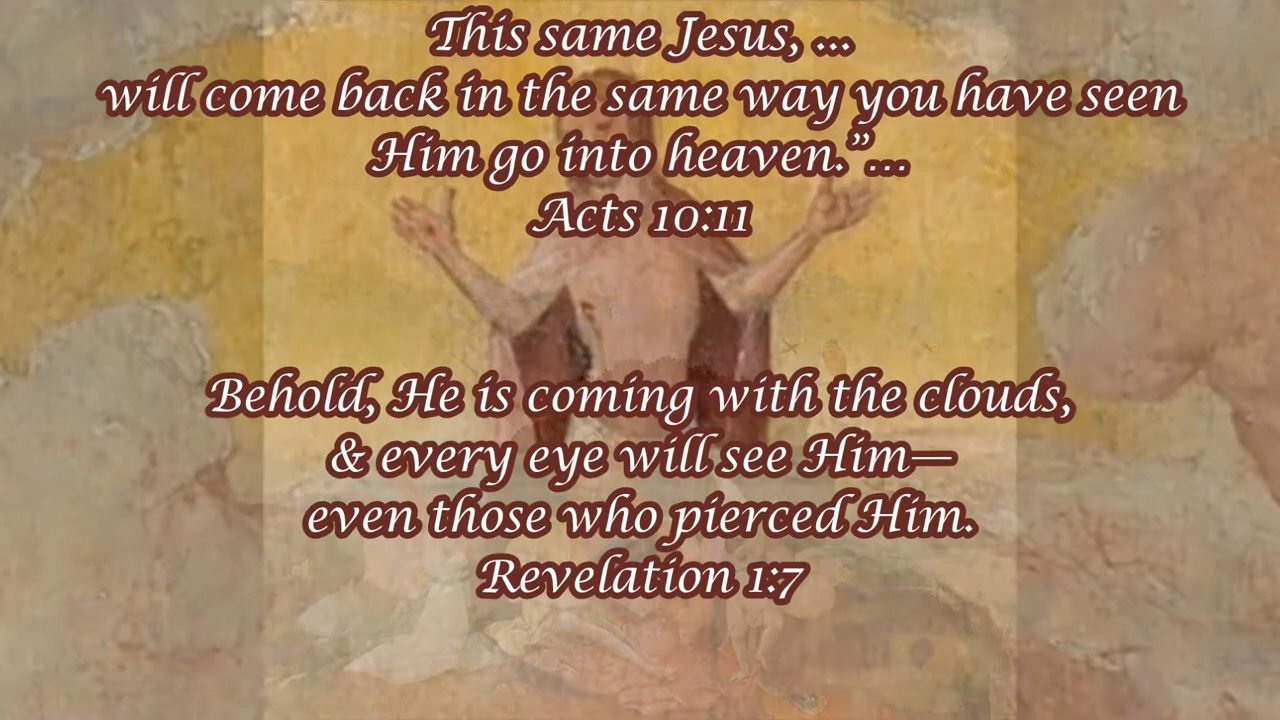 This same Jesus, ...
will come back in the same way you have seen
Him go into heaven.”...
Acts 10:11
Behold, He is coming with the clouds,
& every eye will see Him—
even those who pierced Him.
Revelation 1:7